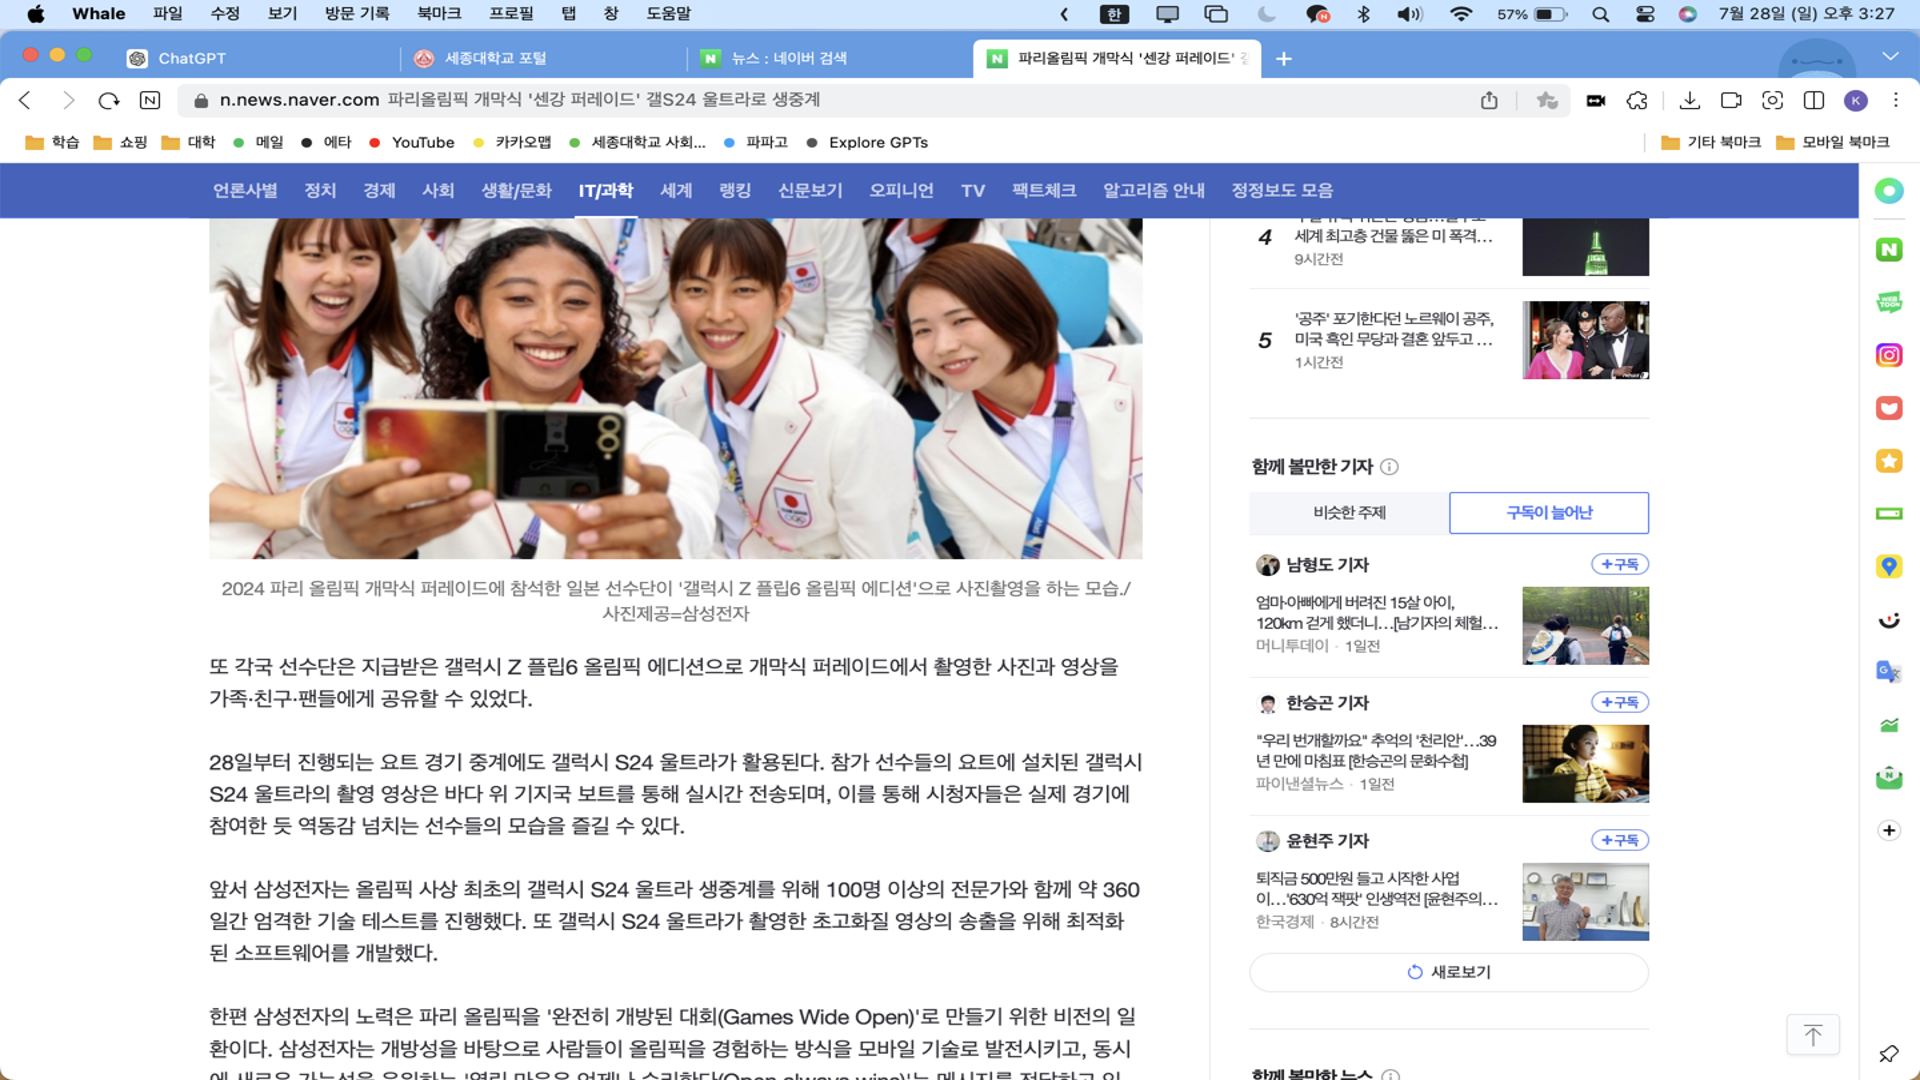 Whale 파일 수정 보기 방문 기록 북마크 프로필 탭 창 도움말 한 57% 7월 28일 (일) 오후 3:27
ChatGPT 세종대학교 포털 뉴스 : 네이버 검색 파리올림픽 개막식 '센강 퍼레이드'
n.news.naver.com 파리올림픽 개막식 '센강 퍼레이드' 갤S24 울트라로 생중계
학습 쇼핑 대학 메일 에타 YouTube 카카오맵 세종대학교 사회... 파파고 Explore GPTs 기타 북마크 모바일 북마크
언론사별 정치 경제 사회 생활/문화 IT/과학 세계 랭킹 신문보기 오피니언 TV 팩트체크 알고리즘 안내 정정보도 모음
2024 파리 올림픽 개막식 퍼레이드에 참석한 일본 선수단이 '갤럭시 Z 플립6 올림픽 에디션'으로 사진촬영을 하는 모습./
사진제공=삼성전자
또 각국 선수단은 지급받은 갤럭시 Z 플립6 올림픽 에디션으로 개막식 퍼레이드에서 촬영한 사진과 영상을
가족·친구·팬들에게 공유할 수 있었다.
28일부터 진행되는 요트 경기 중계에도 갤럭시 S24 울트라가 활용된다. 참가 선수들의 요트에 설치된 갤럭시
S24 울트라의 촬영 영상은 바다 위 기지국 보트를 통해 실시간 전송되며, 이를 통해 시청자들은 실제 경기에
참여한 듯 역동감 넘치는 선수들의 모습을 즐길 수 있다.
앞서 삼성전자는 올림픽 사상 최초의 갤럭시 S24 울트라 생중계를 위해 100명 이상의 전문가와 함께 약 360
일간 엄격한 기술 테스트를 진행했다. 또 갤럭시 S24 울트라가 촬영한 초고화질 영상의 송출을 위해 최적화
된 소프트웨어를 개발했다.
한편 삼성전자의 노력은 파리 올림픽을 '완전히 개방된 대회(Games Wide Open)'로 만들기 위한 비전의 일
환이다. 삼성전자는 개방성을 바탕으로 사람들이 올림픽을 경험하는 방식을 모바일 기술로 발전시키고, 동시
4
세계 최고층 건물 뚫은 미 폭격...
9시간전
5
'공주' 포기한다던 노르웨이 공주,
미국 흑인 무당과 결혼 앞두고 ...
1시간전
함께 볼만한 기자
비슷한 주제 구독이 늘어난
남형도 기자 +구독
엄마·아빠에게 버려진 15살 아이,
120km 걷게 했더니...[남기자의 체헐...
머니투데이 · 1일전
한승곤 기자 +구독
"우리 번개할까요" 추억의 '천리안'...39
년 만에 마침표 [한승곤의 문화수첩]
파이낸셜뉴스 · 1일전
윤현주 기자 +구독
퇴직금 500만원 들고 시작한 사업
이...'630억 잭팟' 인생역전 [윤현주의...
한국경제 · 8시간전
새로보기
함께 볼만한 뉴스